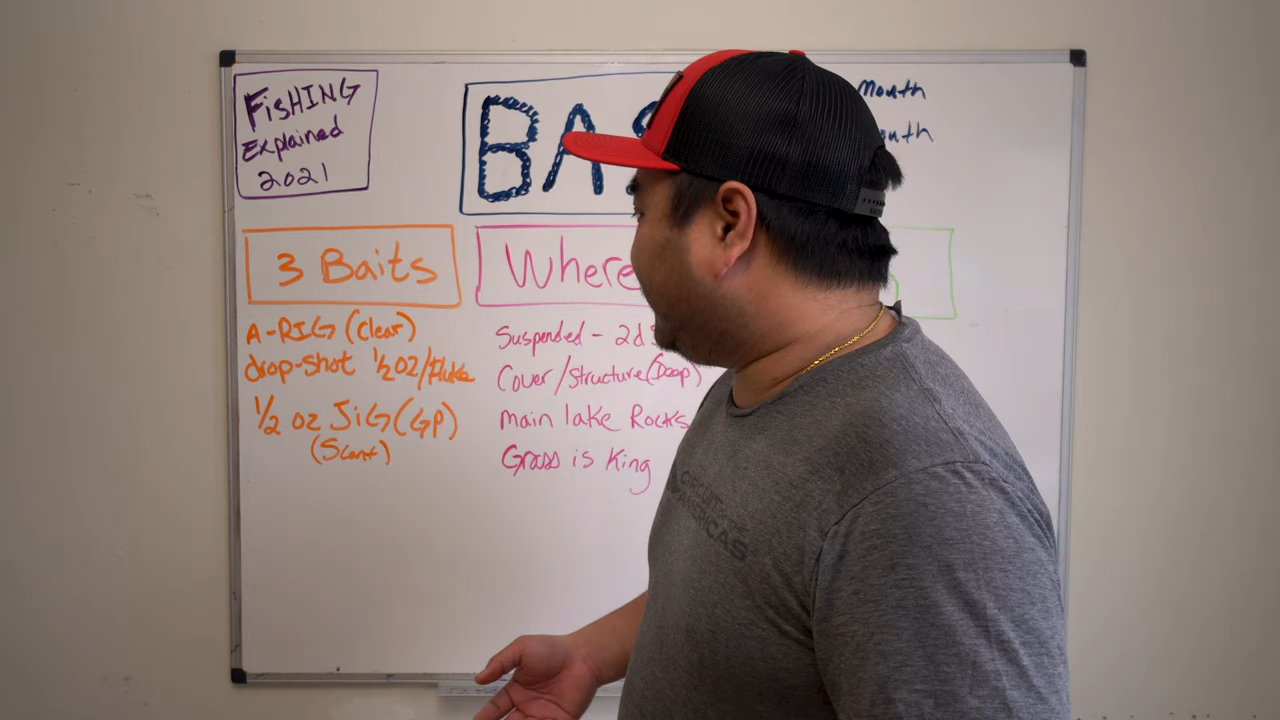 FisHING
Explained
2021
BAS
Mouth
outh
3 Baits
A-RIG (Clear)
drop-shot 1/2 oz/Fluke
1/2 oz JiG (GP)
(Scent)
Where
Suspended - 2d
Cover/Structure (Deep)
main lake Rocks
Grass is King